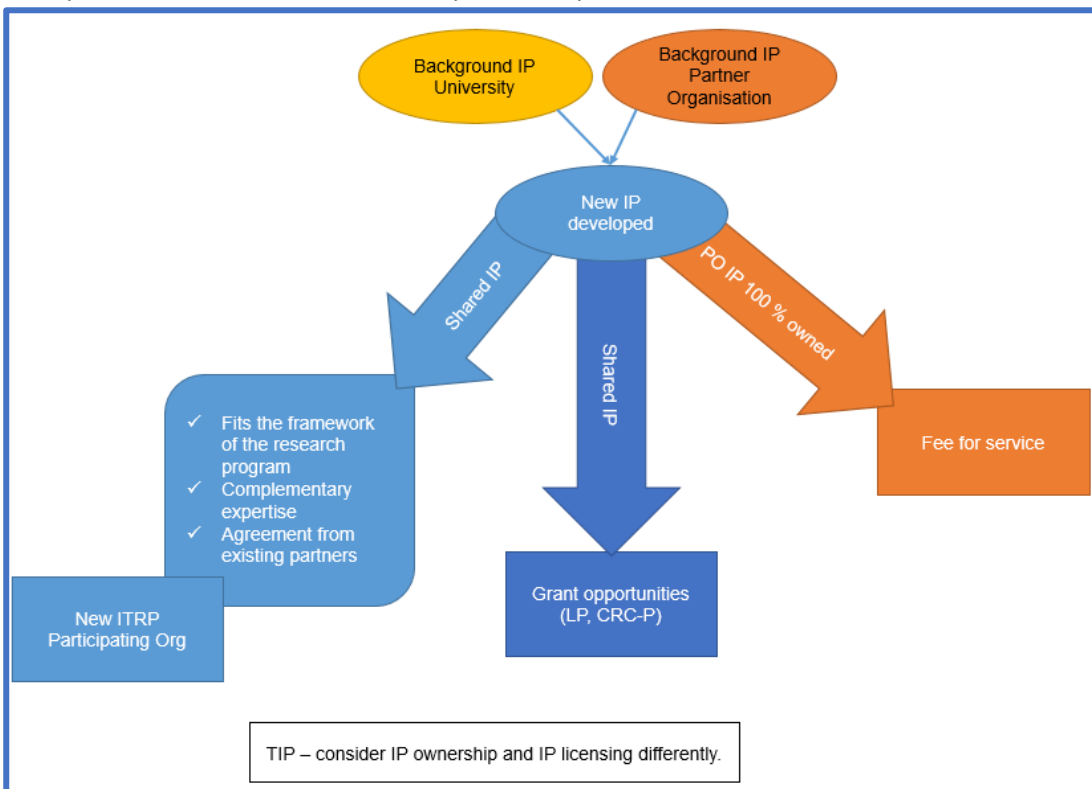 Background IP
University
Background IP
Partner
Organisation
New IP
developed
Shared IP
Shared IP
PO IP 100 % owned
✓ Fits the framework
of the research
program
✓ Complementary
expertise
✓ Agreement from
existing partners
Fee for service
New ITRP
Participating Org
Grant opportunities
(LP, CRC-P)
TIP – consider IP ownership and IP licensing differently.